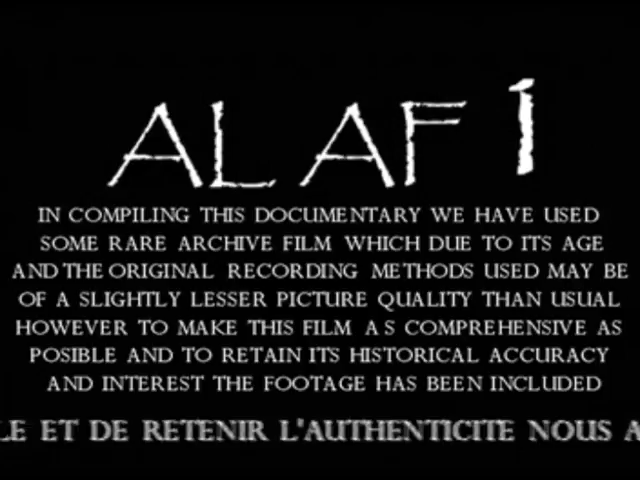 ALAF 1
IN COMPILING THIS DOCUMENTARY WE HAVE USED
SOME RARE ARCHIVE FILM WHICH DUE TO ITS AGE
AND THE ORIGINAL RECORDING METHODS USED MAY BE
OF A SLIGHTLY LESSER PICTURE QUALITY THAN USUAL
HOWEVER TO MAKE THIS FILM A S COMPREHENSIVE AS
POSIBLE AND TO RETAIN ITS HISTORICAL ACCURACY
AND INTEREST THE FOOTAGE HAS BEEN INCLUDED
LE ET DE RETENIR L'AUTHENTICITE NOUS A